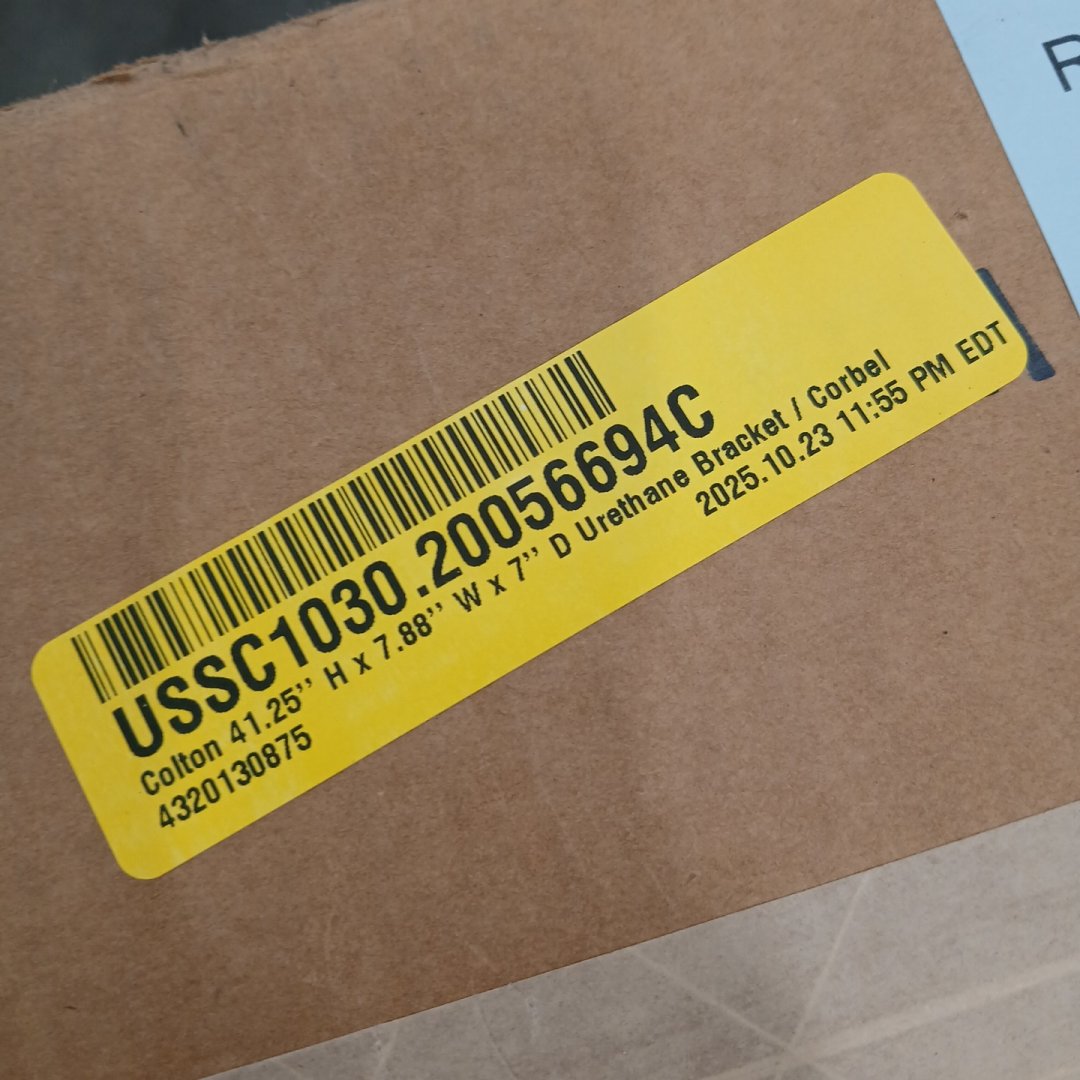 USSC1030.20056694C
Colton 41.25’’ H x 7.88’’ W x 7’’ D Urethane Bracket / Corbel
4320130875
2025.10.23 11:55 PM EDT
R